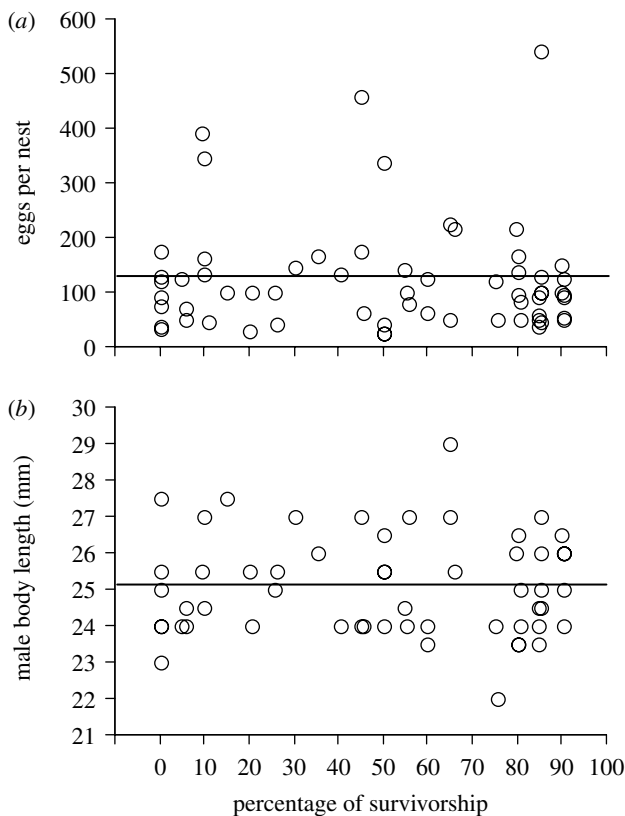 (a)
600
500
400
300
200
100
0
eggs per nest
(b)
30
29
28
27
26
25
24
23
22
21
male body length (mm)
0 10 20 30 40 50 60 70 80 90 100
percentage of survivorship